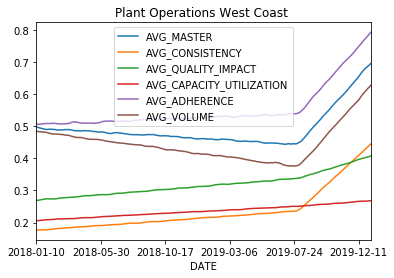 Plant Operations West Coast
AVG_MASTER
AVG_CONSISTENCY
AVG_QUALITY_IMPACT
AVG_CAPACITY_UTILIZATION
AVG_ADHERENCE
AVG_VOLUME
0.8
0.7
0.6
0.5
0.4
0.3
0.2
2018-01-10 2018-05-30 2018-10-17 2019-03-06 2019-07-24 2019-12-11
DATE